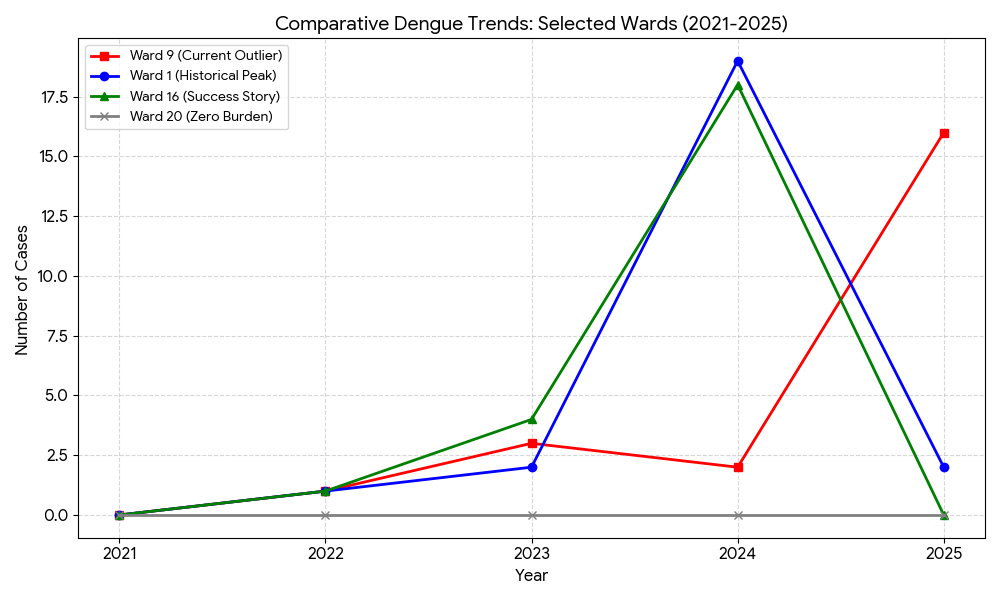 Comparative Dengue Trends: Selected Wards (2021-2025)
Ward 9 (Current Outlier)
Ward 1 (Historical Peak)
Ward 16 (Success Story)
Ward 20 (Zero Burden)
Number of Cases
17.5
15.0
12.5
10.0
7.5
5.0
2.5
0.0
2021 2022 2023 2024 2025
Year